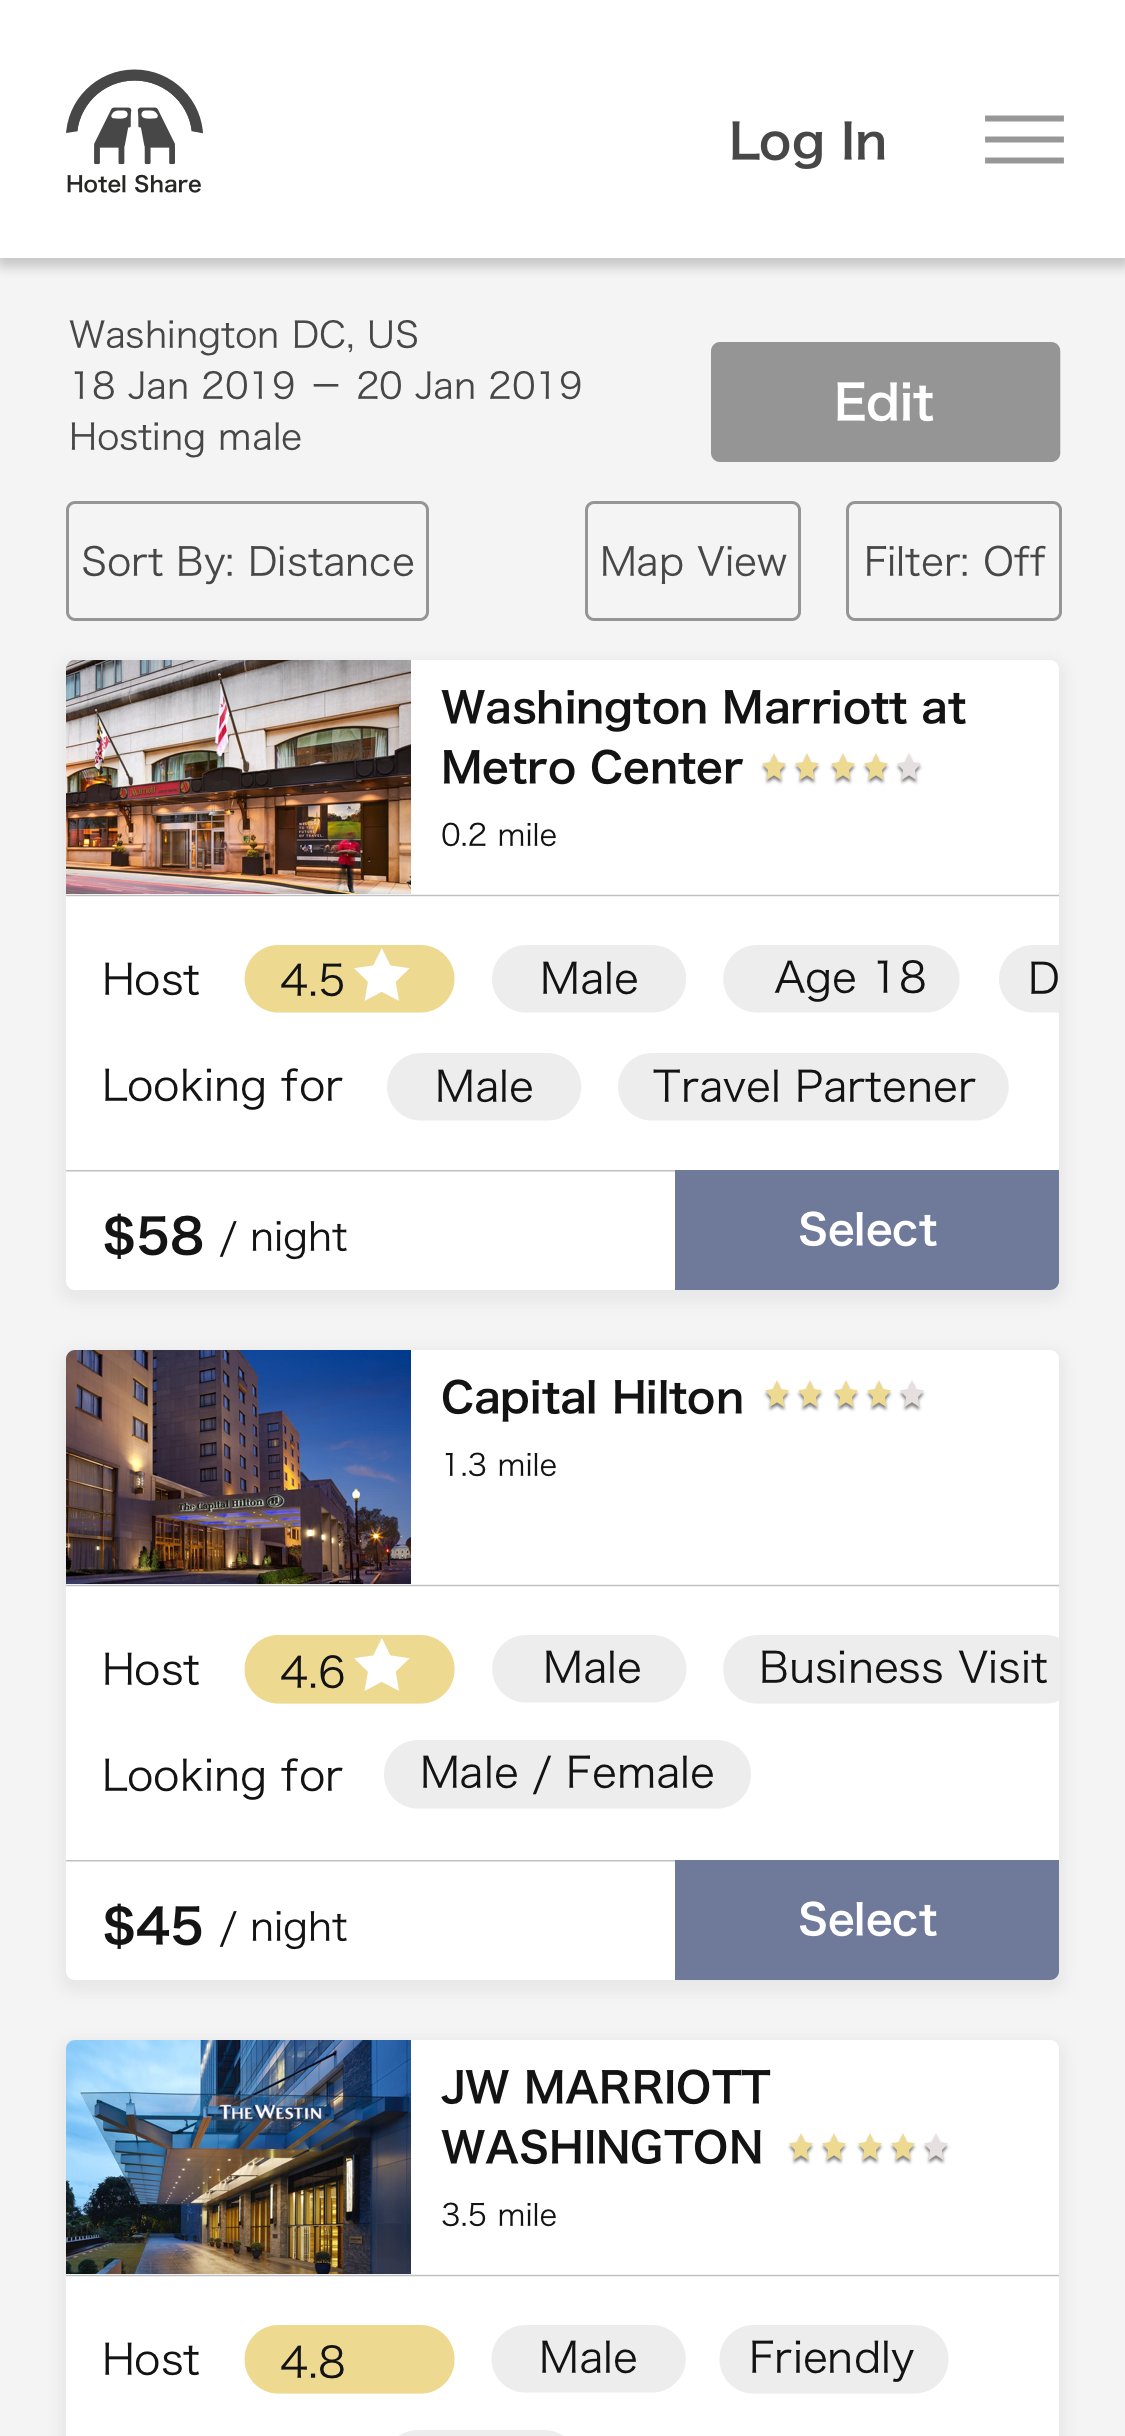 Hotel Share
Log In
Washington DC, US
18 Jan 2019 — 20 Jan 2019
Hosting male
Edit
Sort By: Distance
Map View
Filter: Off
Washington Marriott at
Metro Center
0.2 mile
Host 4.5 Male Age 18 D
Looking for Male Travel Partener
$58 / night
Select
The Capital Hilton
Capital Hilton
1.3 mile
Host 4.6 Male Business Visit
Looking for Male / Female
$45 / night
Select
THE WESTIN
JW MARRIOTT
WASHINGTON
3.5 mile
Host 4.8 Male Friendly